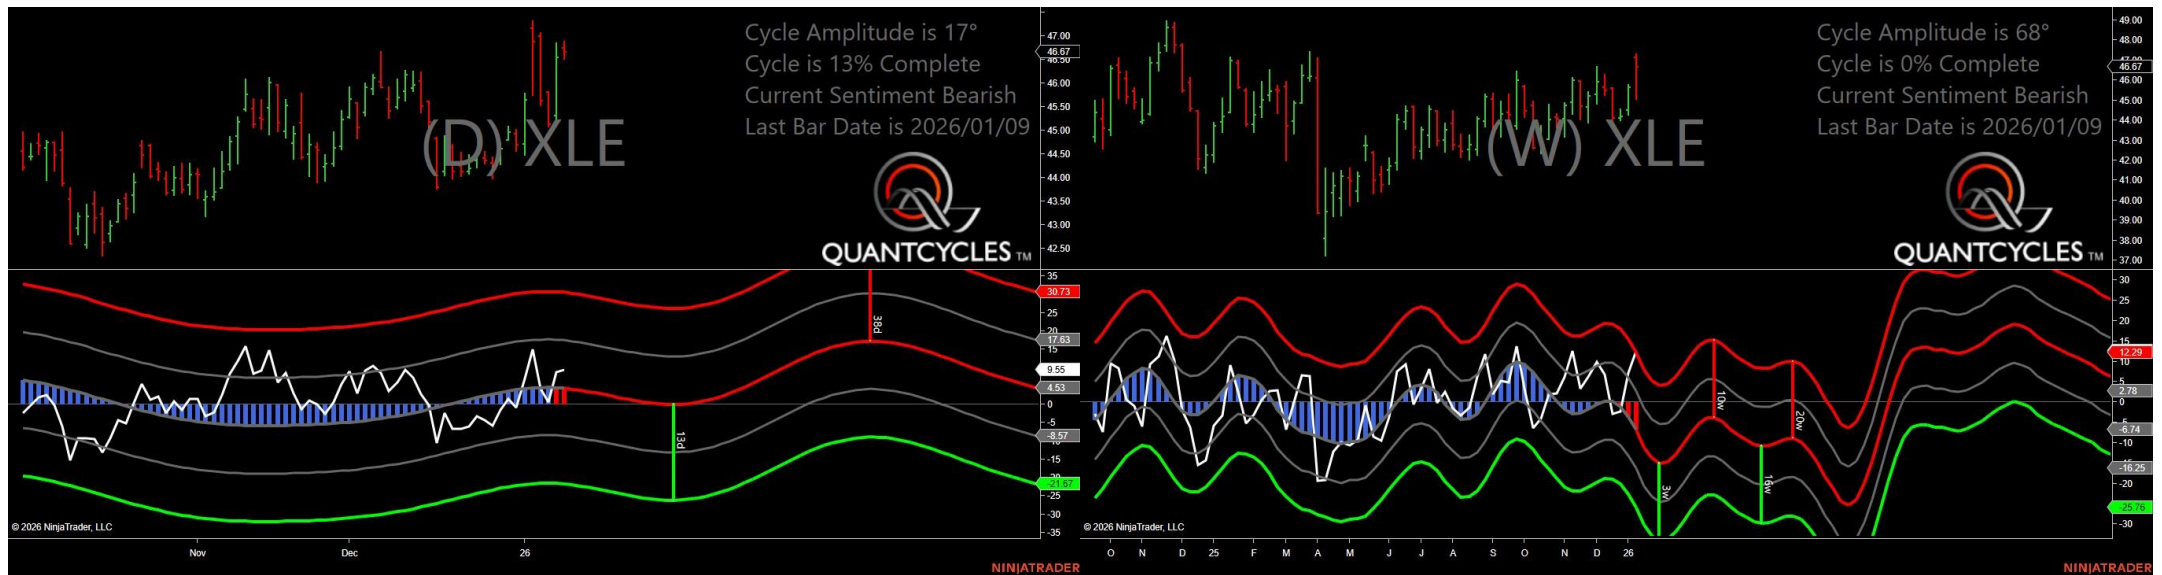 Cycle Amplitude is 17°
Cycle is 13% Complete
Current Sentiment Bearish
Last Bar Date is 2026/01/09
(D) XLE
QUANTCYCLES TM
47.00
46.67
46.50
46.00
45.50
45.00
44.50
44.00
43.50
43.00
42.50
35
30.73
25
20
17.63
15
9.55
4.53
0
-5
-8.57
-15
-21.67
-25
-30
-35
38d
13d
© 2026 NinjaTrader, LLC
Nov
Dec
26
NINJATRADER
Cycle Amplitude is 68°
Cycle is 0% Complete
Current Sentiment Bearish
Last Bar Date is 2026/01/09
(W) XLE
QUANTCYCLES TM
49.00
48.00
46.67
46.00
45.00
44.00
43.00
42.00
41.00
40.00
39.00
38.00
37.00
30
25
20
15
12.29
5
2.78
0
-6.74
-10
-16.25
-20
-25.76
-30
10w
20w
3w
16w
© 2026 NinjaTrader, LLC
O
N
D
25
F
M
A
M
J
J
A
S
O
N
D
26
NINJATRADER